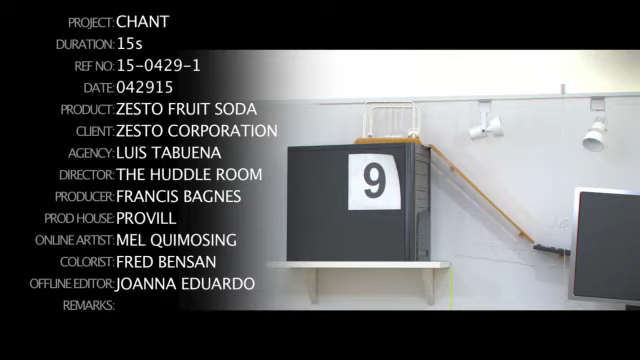 PROJECT: CHANT
DURATION: 15s
REF NO: 15-0429-1
DATE: 042915
PRODUCT: ZESTO FRUIT SODA
CLIENT: ZESTO CORPORATION
AGENCY: LUIS TABUENA
DIRECTOR: THE HUDDLE ROOM
PRODUCER: FRANCIS BAGNES
PROD HOUSE: PROVILL
ONLINE ARTIST: MEL QUIMOSING
COLORIST: FRED BENSAN
OFFLINE EDITOR: JOANNA EDUARDO
REMARKS:
9